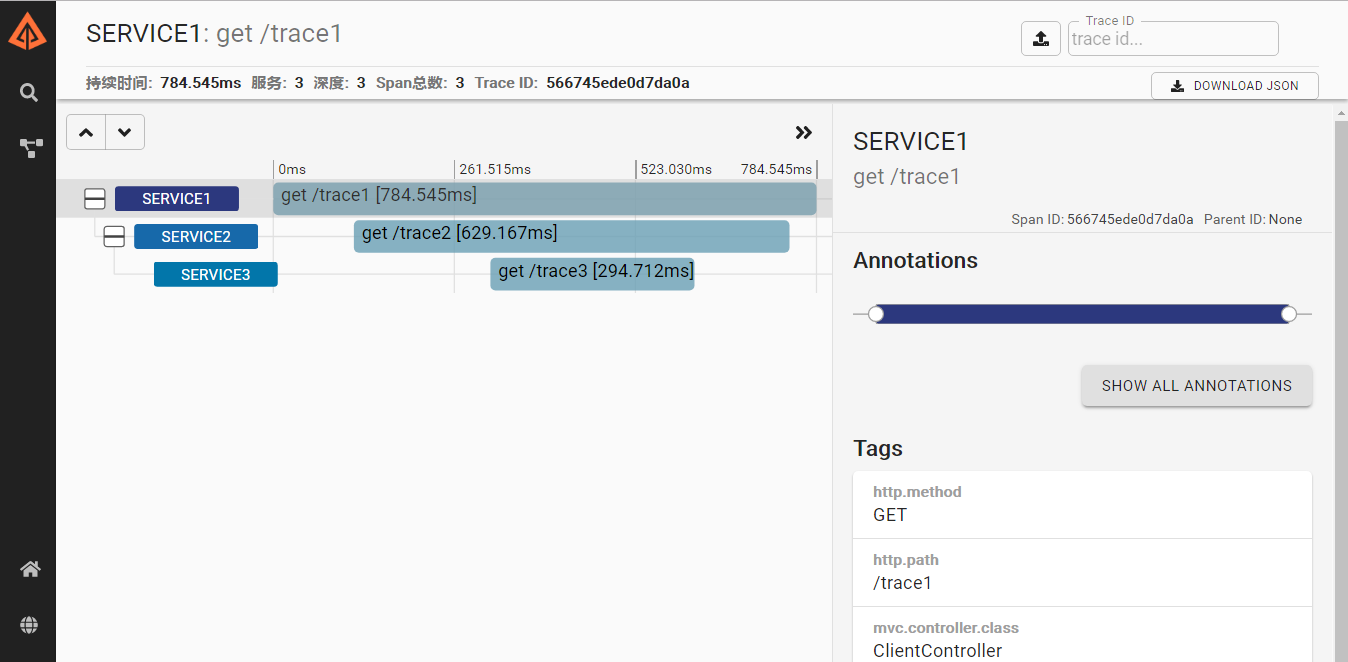 SERVICE1: get /trace1
Trace ID
trace id...
持续时间: 784.545ms 服务: 3 深度: 3 Span总数: 3 Trace ID: 566745ede0d7da0a
DOWNLOAD JSON
0ms 261.515ms 523.030ms 784.545ms
SERVICE1 get /trace1 [784.545ms]
SERVICE2 get /trace2 [629.167ms]
SERVICE3 get /trace3 [294.712ms]
SERVICE1
get /trace1
Span ID: 566745ede0d7da0a Parent ID: None
Annotations
SHOW ALL ANNOTATIONS
Tags
http.method
GET
http.path
/trace1
mvc.controller.class
ClientController